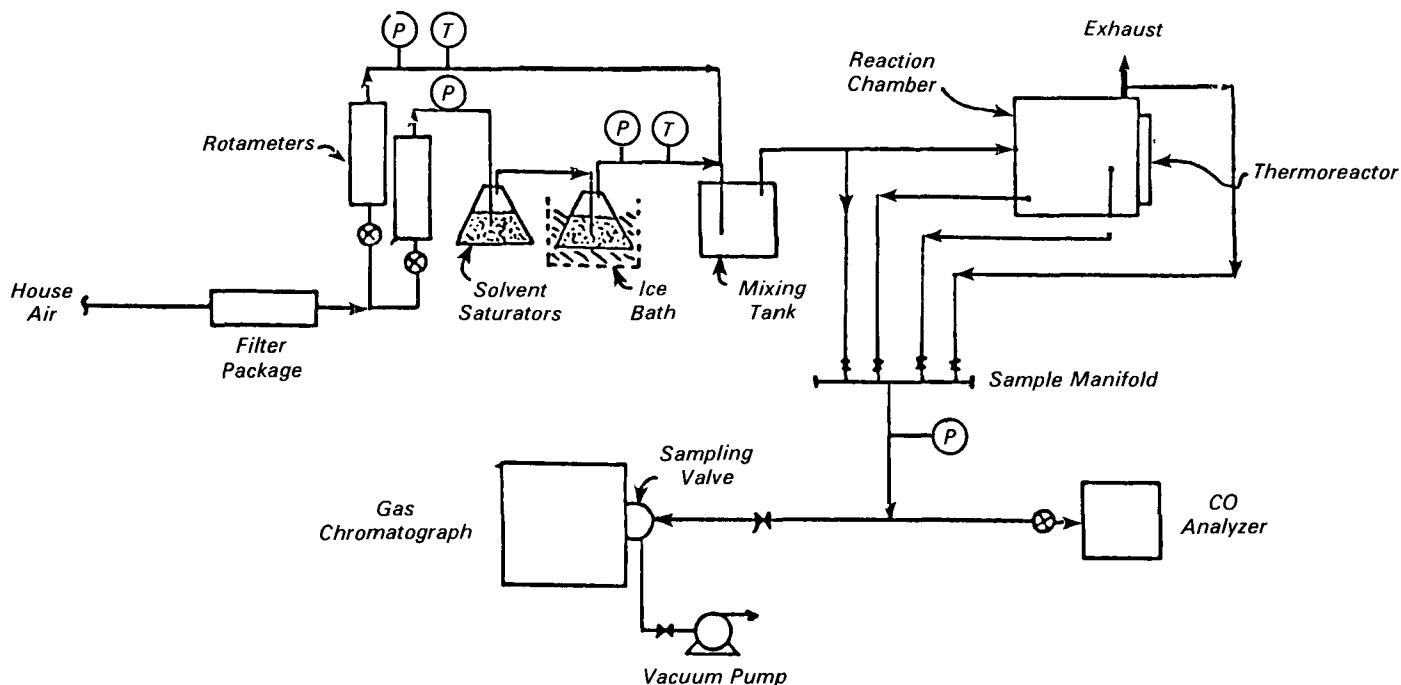 P
T
Exhaust
Reaction
Chamber
P
Rotameters
P
T
Thermoreactor
House
Air
Solvent
Saturators
Ice
Bath
Mixing
Tank
Filter
Package
Sample Manifold
P
Sampling
Valve
Gas
Chromatograph
CO
Analyzer
Vacuum Pump